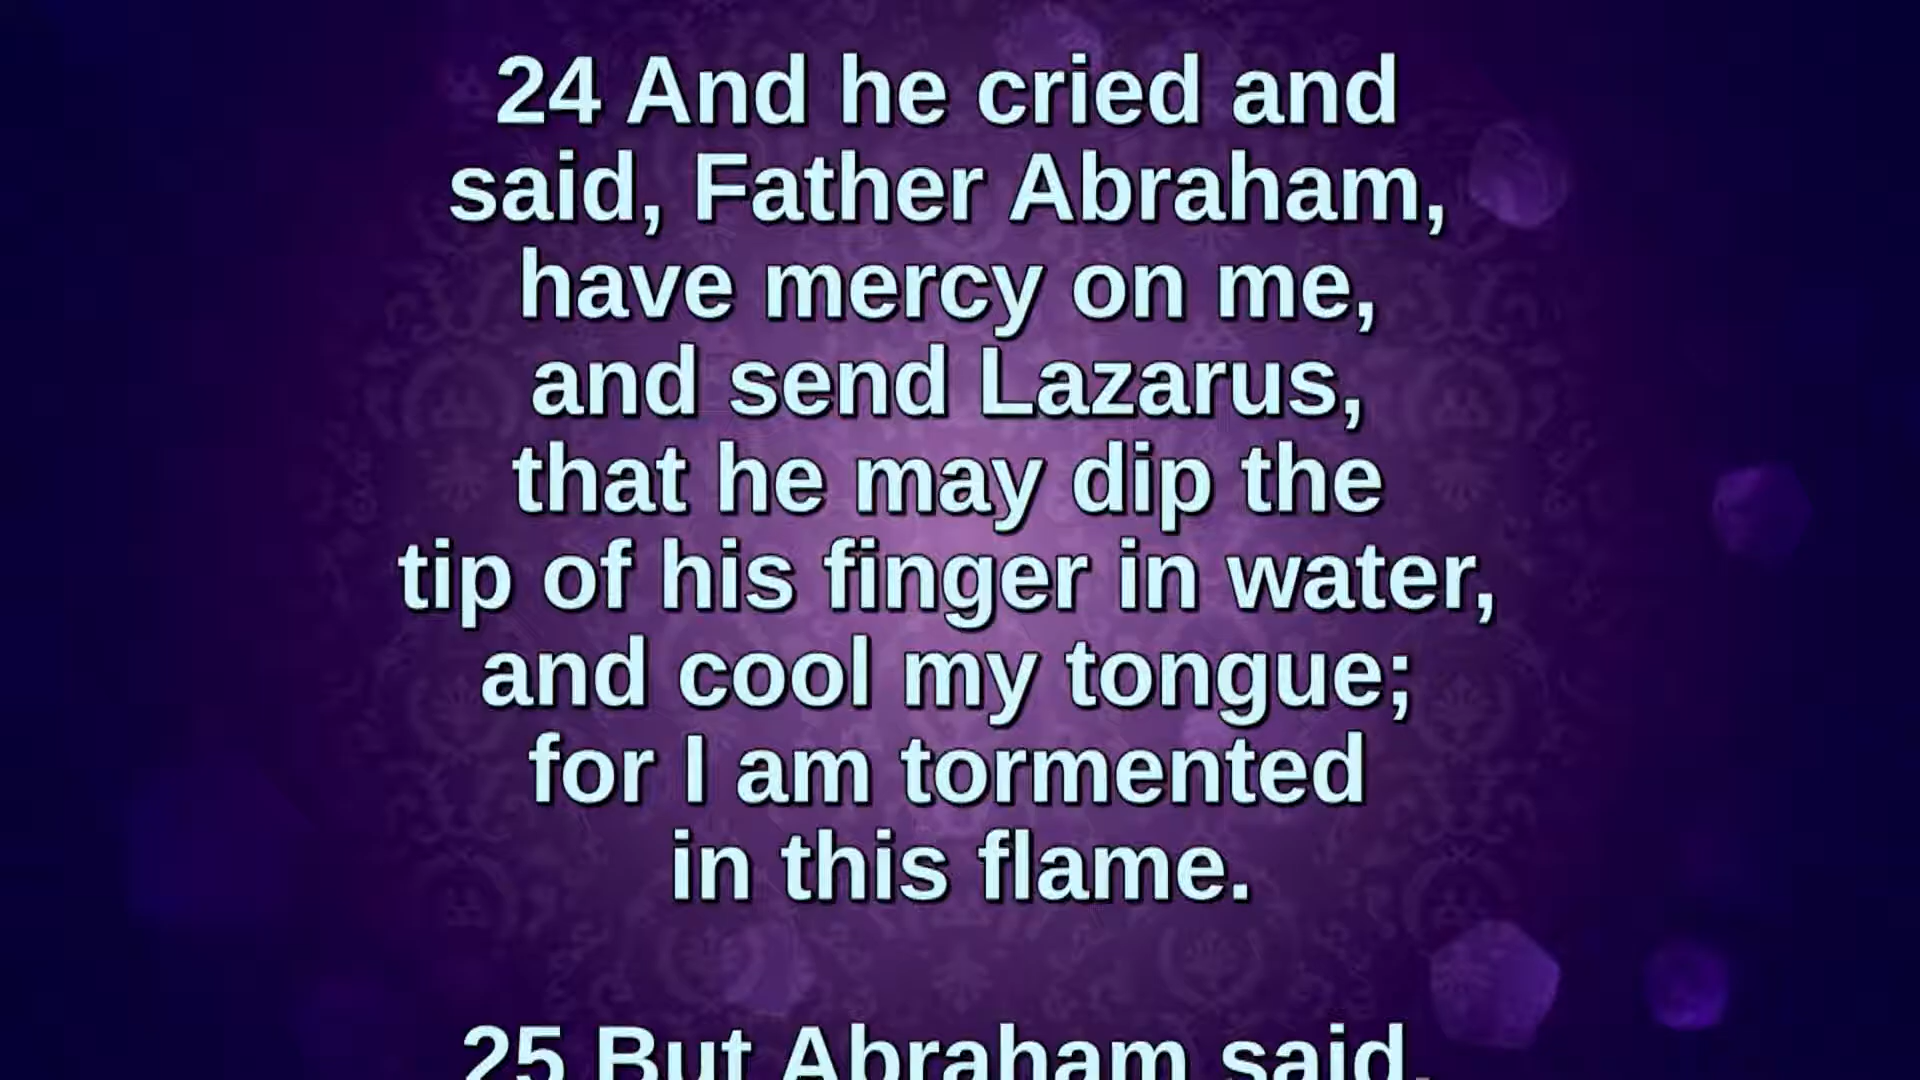 24 And he cried and
said, Father Abraham,
have mercy on me,
and send Lazarus,
that he may dip the
tip of his finger in water,
and cool my tongue;
for I am tormented
in this flame.
25 But Abraham said,